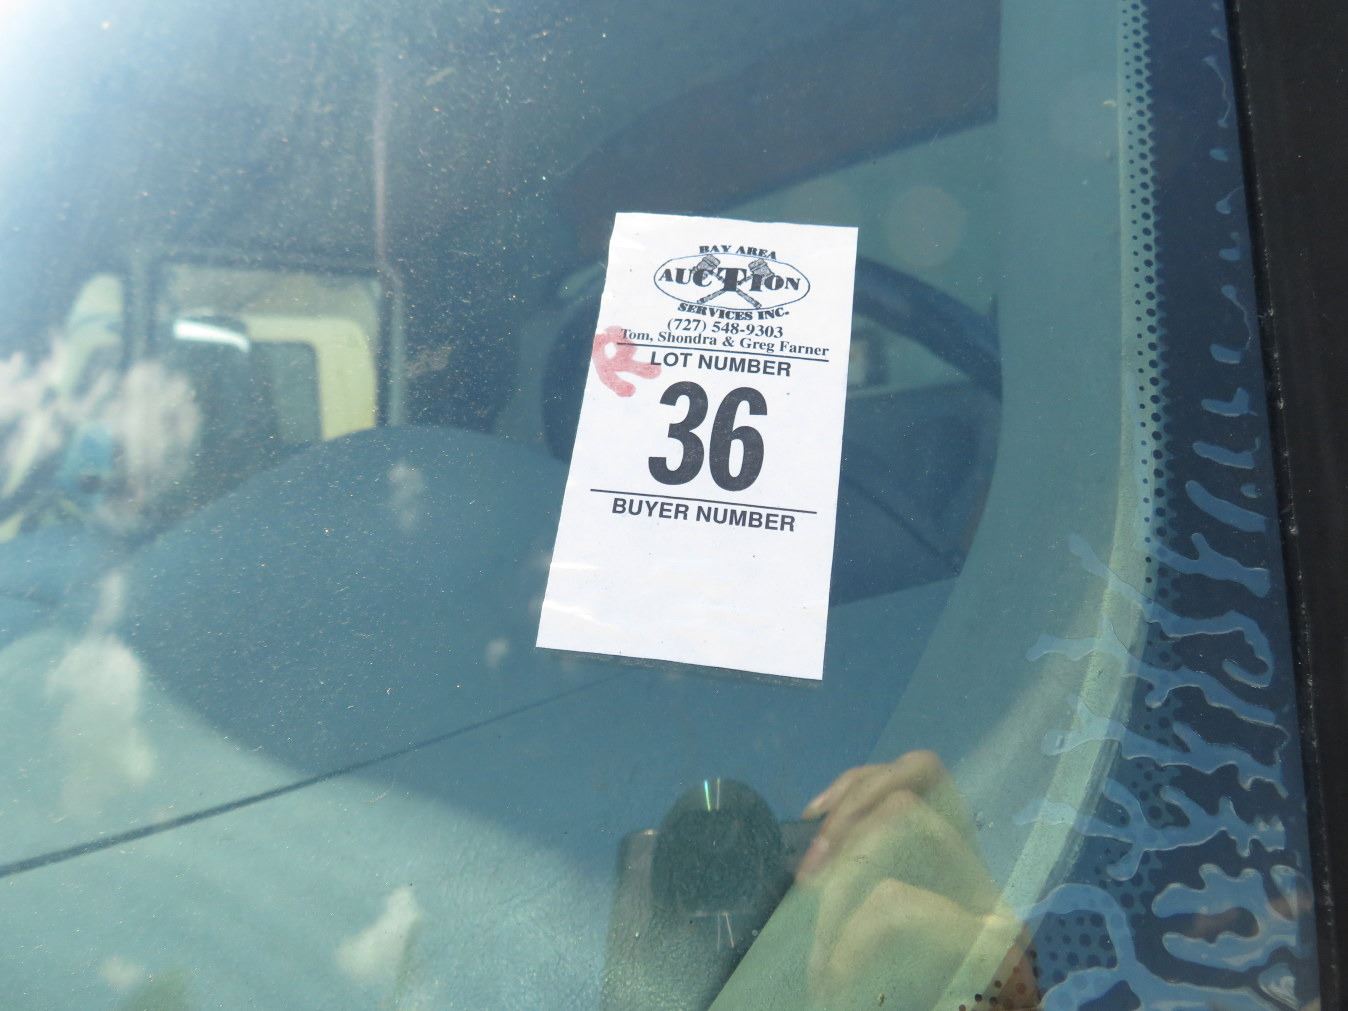 BAY AREA
AUCTION
SERVICES INC.
(727) 548-9303
Tom, Shondra & Greg Farner
LOT NUMBER
R
36
BUYER NUMBER